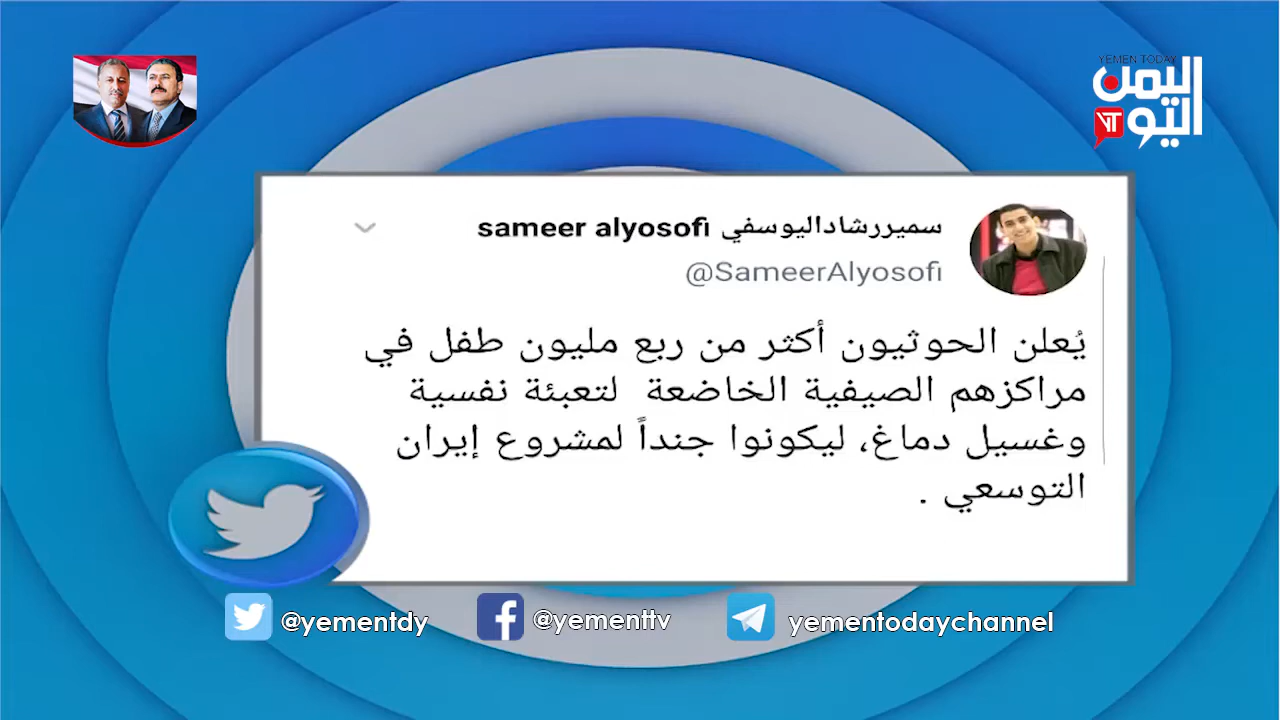 YEMEN TODAY
اليمن
اليوم
سميررشاداليوسفي sameer alyosofi
@SameerAlyosofi
يُعلن الحوثيون أكثر من ربع مليون طفل في
مراكزهم الصيفية الخاضعة لتعبئة نفسية
وغسيل دماغ، ليكونوا جنداً لمشروع إيران
التوسعي .
@yementdy
@yementtv
yementodaychannel